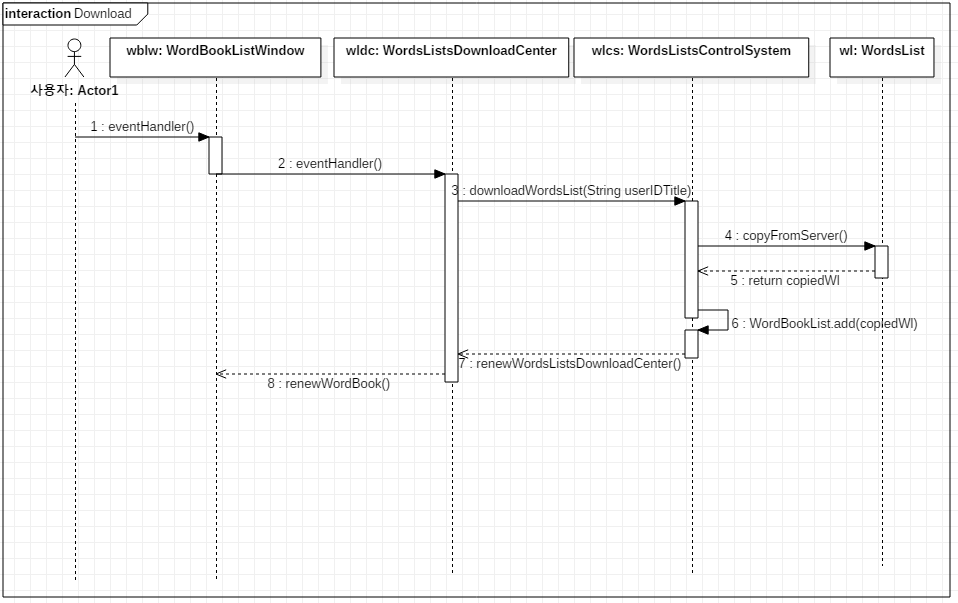 interaction Download
wblw: WordBookListWindow
wldc: WordsListsDownloadCenter
wlcs: WordsListsControlSystem
wl: WordsList
사용자: Actor1
1 : eventHandler()
2 : eventHandler()
3 : downloadWordsList(String userIDTitle)
4 : copyFromServer()
5 : return copiedWl
6 : WordBookList.add(copiedWl)
7 : renewWordsListsDownloadCenter()
8 : renewWordBook()